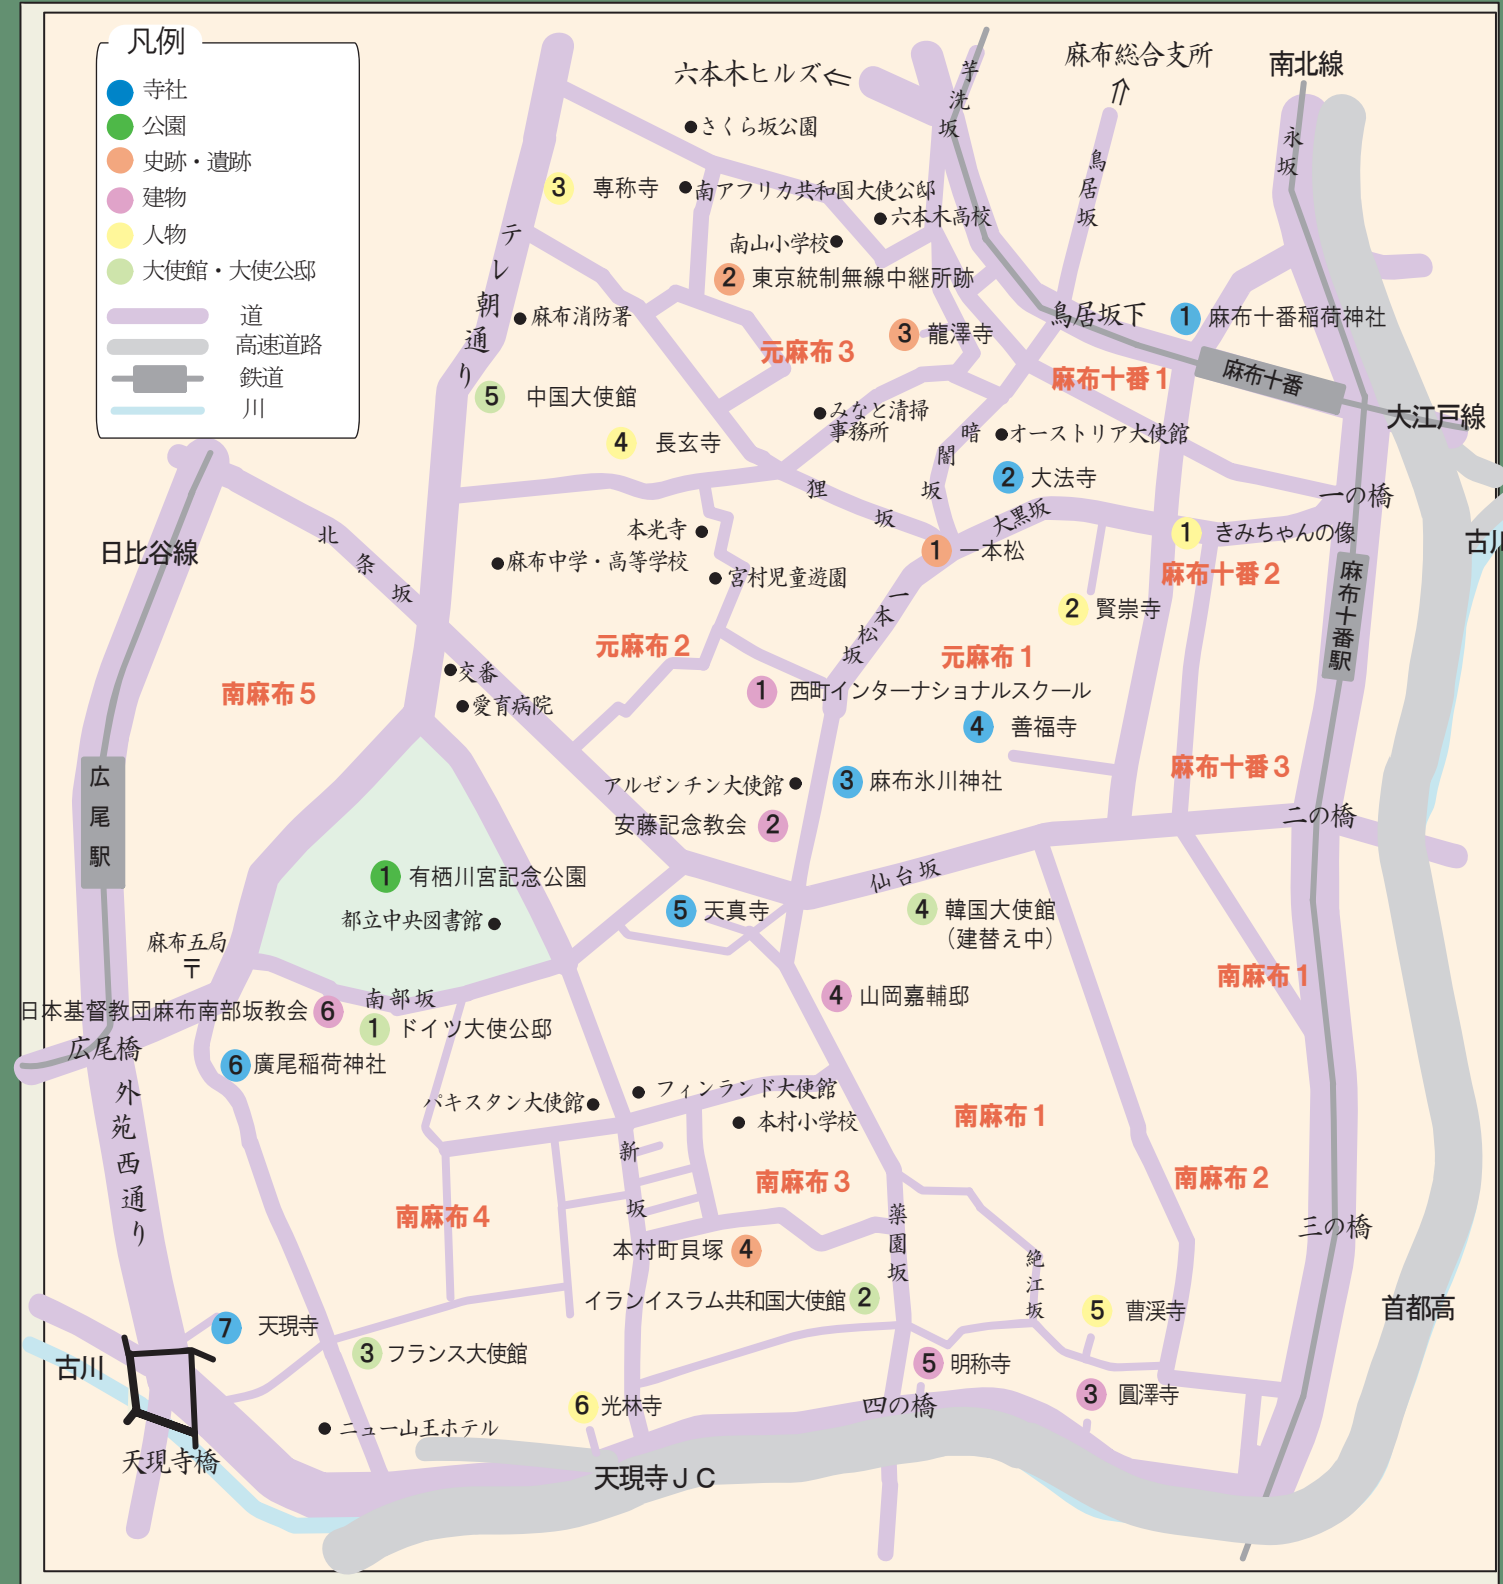 凡例
寺社
公園
史跡・遺跡
建物
人物
大使館・大使公邸
道
高速道路
鉄道
川
六本木ヒルズ⇐
麻布総合支所
⇑
南北線
芋洗坂
永坂
鳥居坂
さくら坂公園
3 専称寺
南アフリカ共和国大使公邸
六本木高校
南山小学校
2 東京統制無線中継所跡
テレ朝通り
麻布消防署
鳥居坂下
1 麻布十番稲荷神社
3 龍澤寺
元麻布3
麻布十番1
麻布十番
5 中国大使館
みなと清掃
事務所
大江戸線
4 長玄寺
暗闇坂
オーストリア大使館
2 大法寺
狸坂
大黒坂
一の橋
北条坂
本光寺
1 きみちゃんの像
古川
日比谷線
麻布中学・高等学校
宮村児童遊園
1 一本松
麻布十番2
麻布十番駅
一本松坂
2 賢崇寺
元麻布2
元麻布1
交番
南麻布5
愛育病院
1 西町インターナショナルスクール
4 善福寺
広尾駅
アルゼンチン大使館
3 麻布氷川神社
麻布十番3
安藤記念教会 2
二の橋
1 有栖川宮記念公園
仙台坂
都立中央図書館
5 天真寺
4 韓国大使館
(建替え中)
麻布五局
〒
南麻布1
南部坂
4 山岡嘉輔邸
日本基督教団麻布南部坂教会 6
1 ドイツ大使公邸
広尾橋
6 廣尾稲荷神社
外苑西通り
パキスタン大使館
フィンランド大使館
本村小学校
南麻布1
新坂
南麻布3
南麻布2
南麻布4
薬園坂
三の橋
本村町貝塚 4
絶江坂
イランイスラム共和国大使館 2
5 曹渓寺
首都高
7 天現寺
3 フランス大使館
古川
5 明称寺
3 圓澤寺
6 光林寺
四の橋
ニュー山王ホテル
天現寺橋
天現寺JC